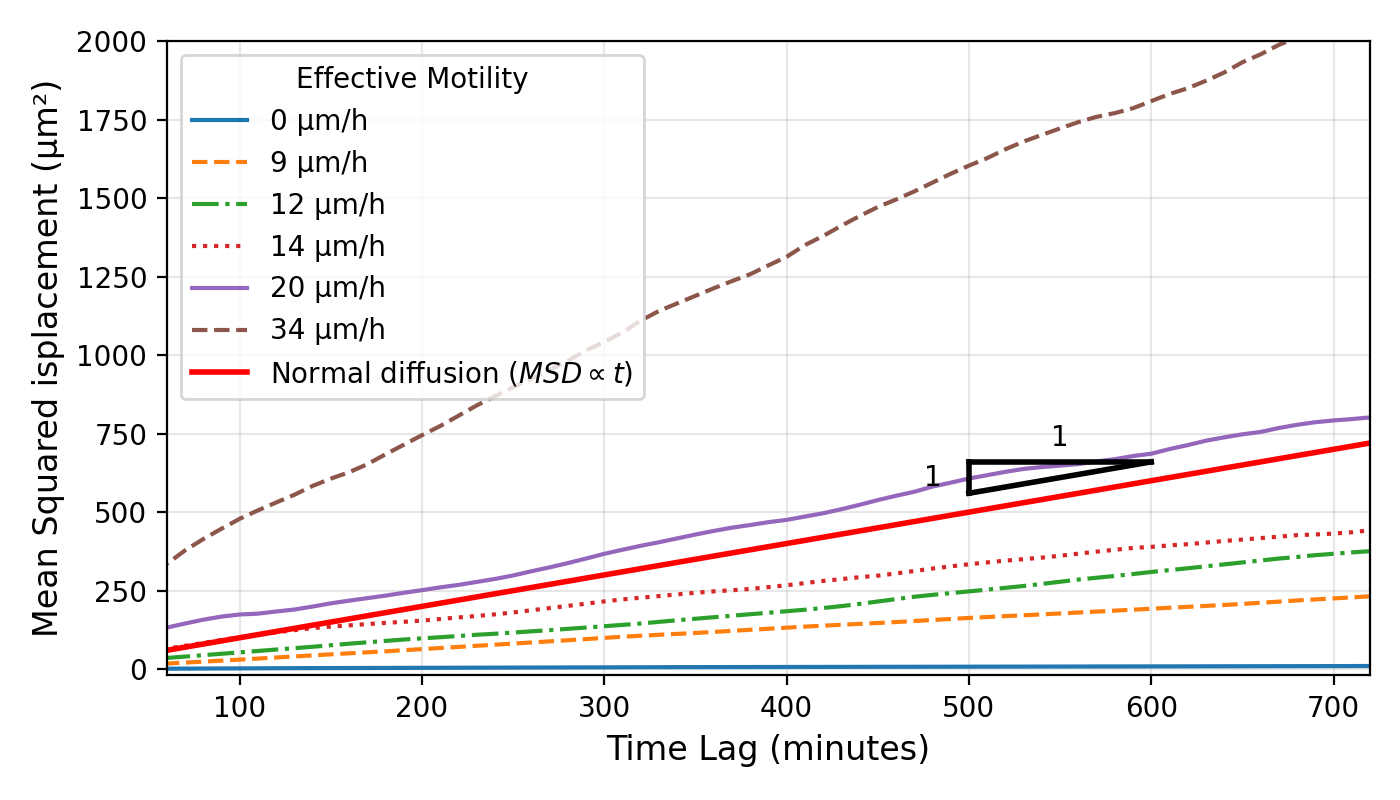 Mean Squared isplacement (μm²)
2000
1750
1500
1250
1000
750
500
250
0
Effective Motility
0 μm/h
9 μm/h
12 μm/h
14 μm/h
20 μm/h
34 μm/h
Normal diffusion (MSD ∝ t)
1
1
100 200 300 400 500 600 700
Time Lag (minutes)